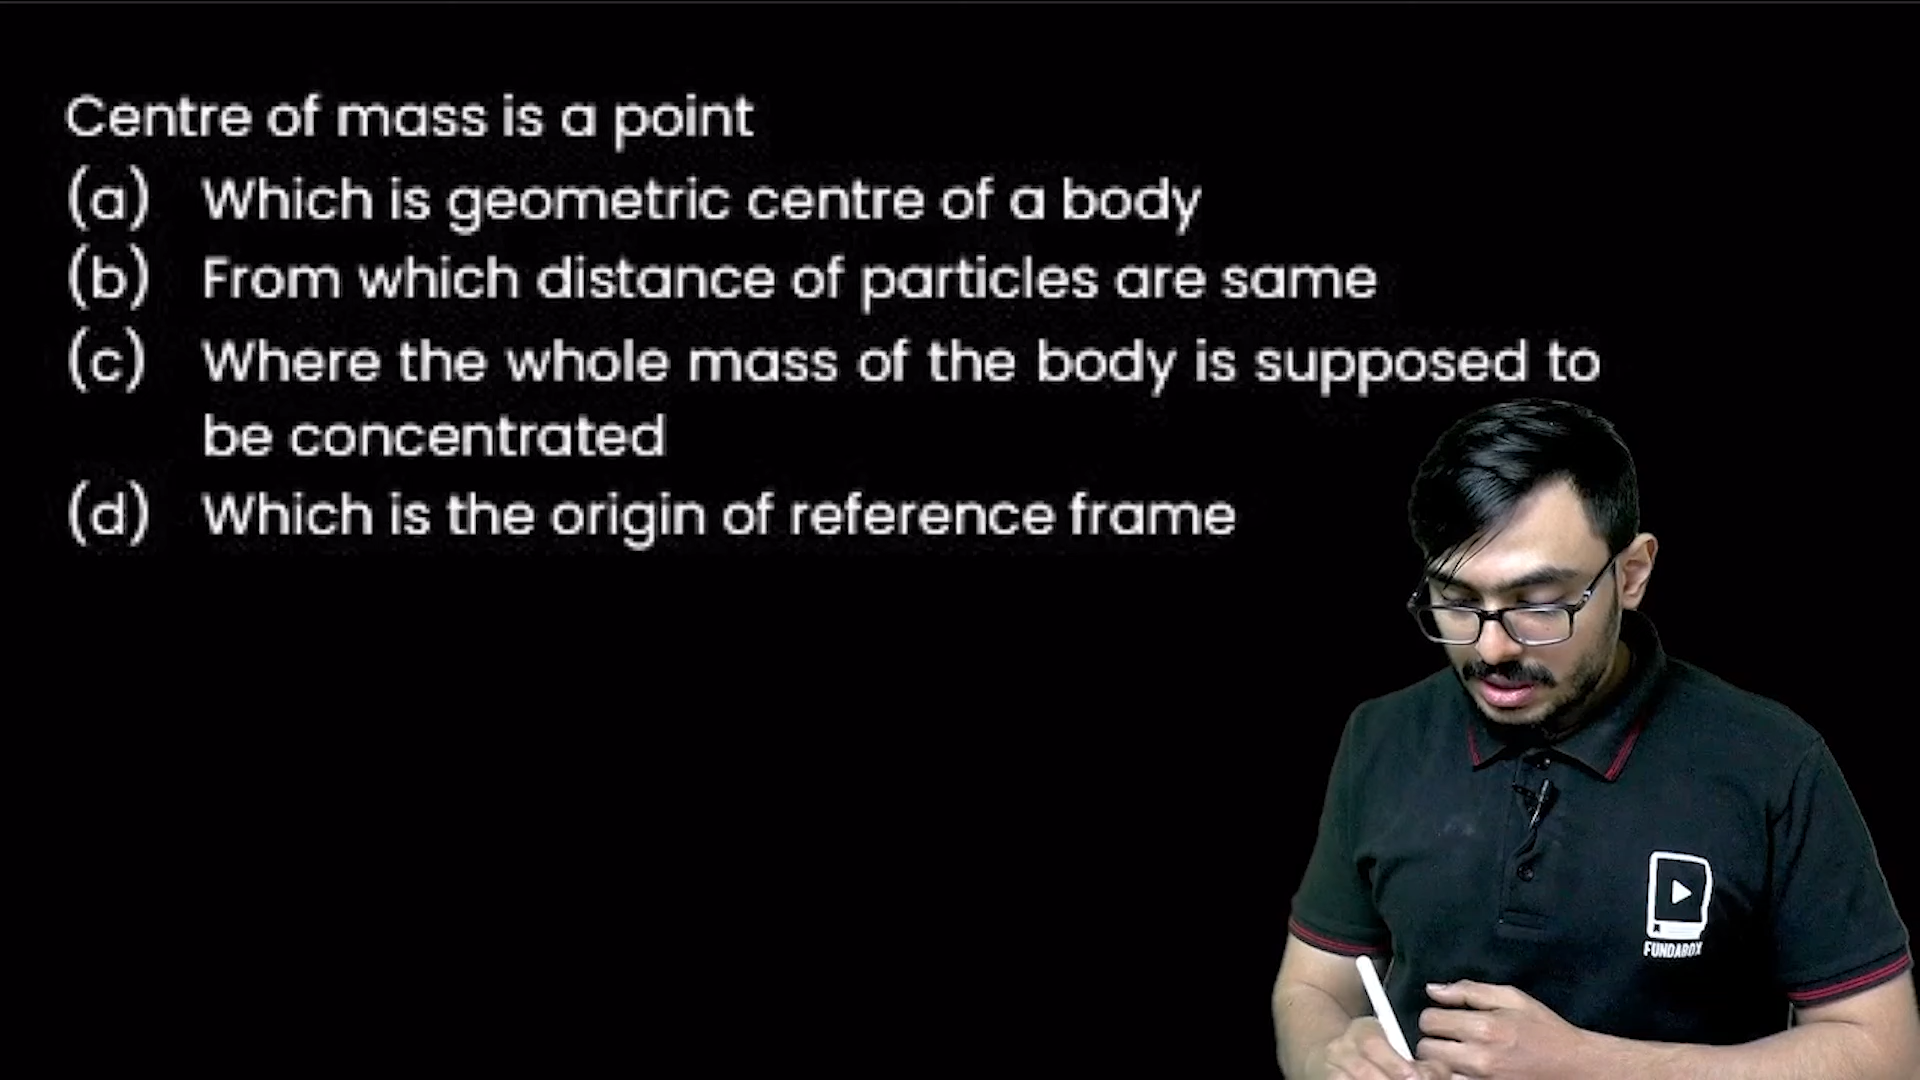 Centre of mass is a point
(a) Which is geometric centre of a body
(b) From which distance of particles are same
(c) Where the whole mass of the body is supposed to
be concentrated
(d) Which is the origin of reference frame
FUNDABOX